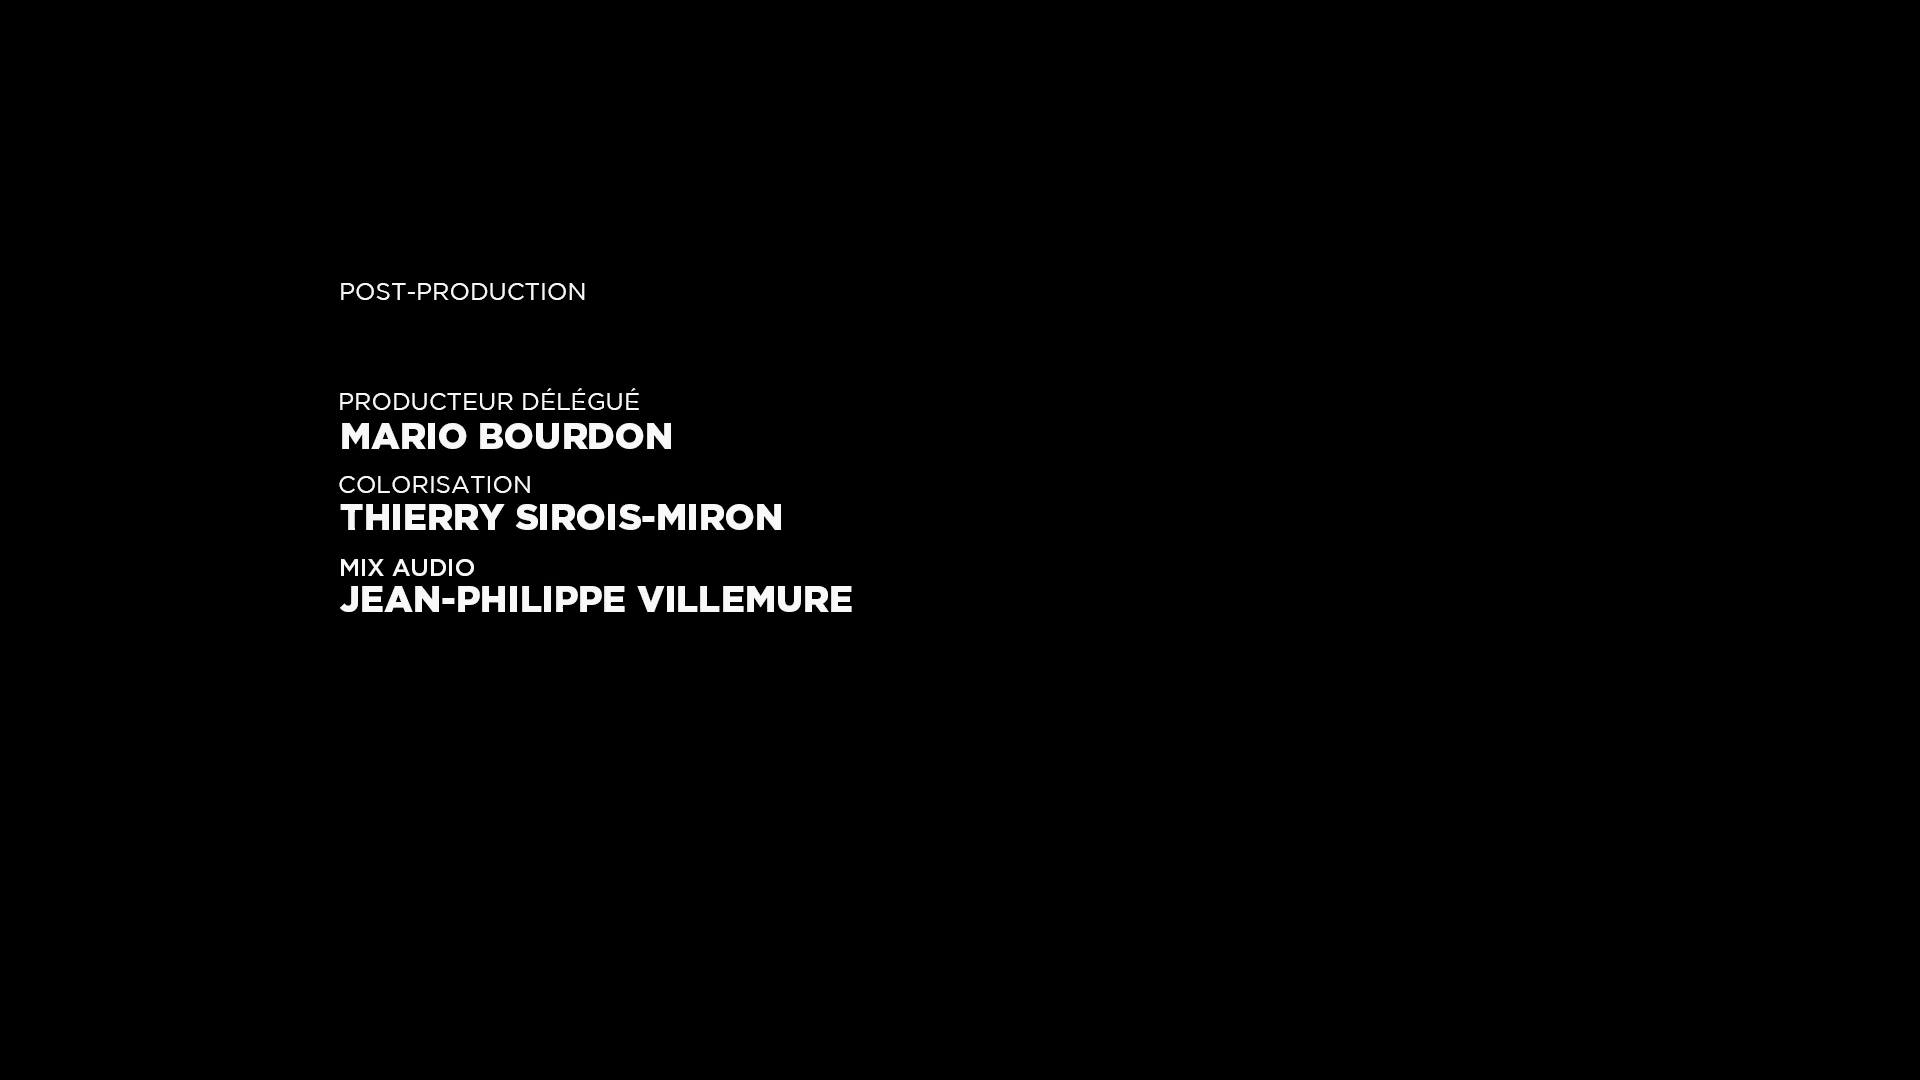 POST-PRODUCTION
PRODUCTEUR DÉLÉGUÉ
MARIO BOURDON
COLORISATION
THIERRY SIROIS-MIRON
MIX AUDIO
JEAN-PHILIPPE VILLEMURE